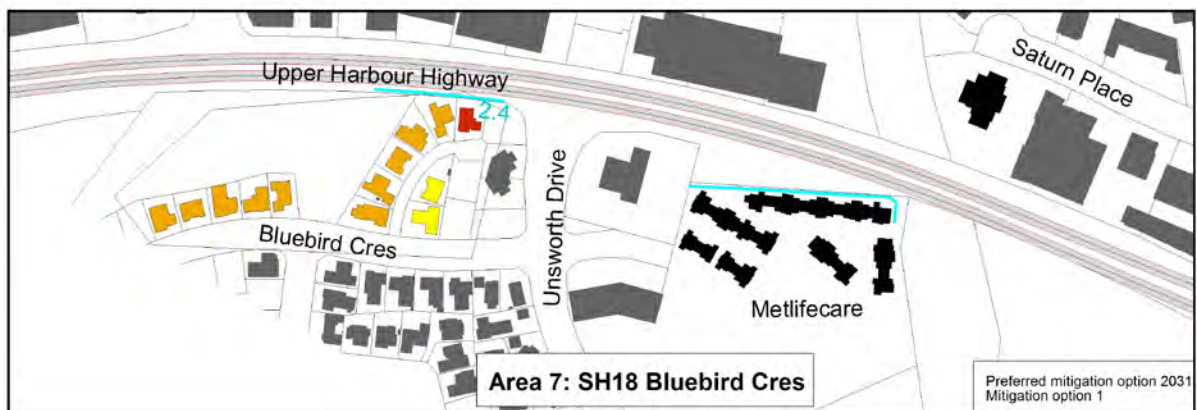 Upper Harbour Highway
2.4
Saturn Place
Unsworth Drive
Bluebird Cres
Metlifecare
Area 7: SH18 Bluebird Cres
Preferred mitigation option 2031
Mitigation option 1